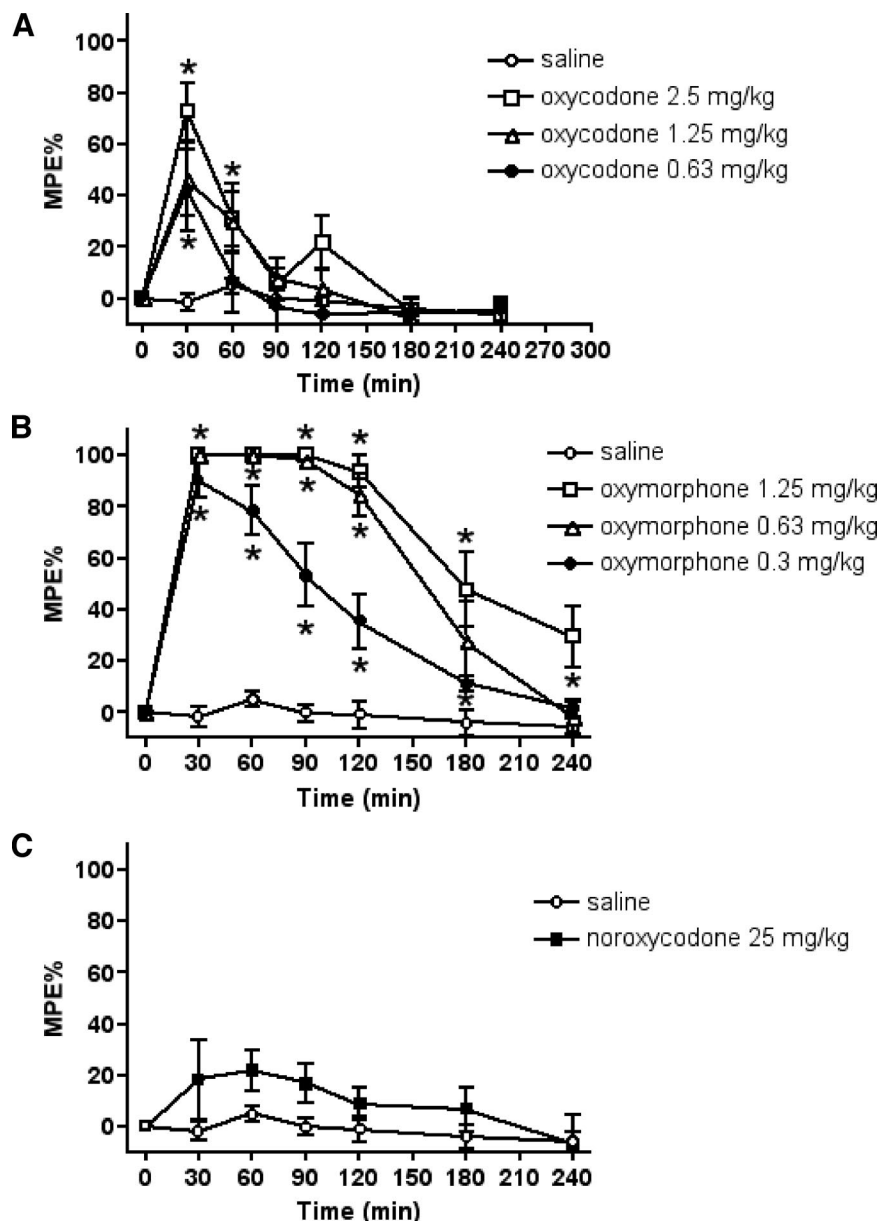 A
MPE%
100
80
60
40
20
0
* * *
saline
oxycodone 2.5 mg/kg
oxycodone 1.25 mg/kg
oxycodone 0.63 mg/kg
0 30 60 90 120 150 180 210 240 270 300
Time (min)
B
MPE%
100
80
60
40
20
0
* * * * * * * * * * * * *
saline
oxymorphone 1.25 mg/kg
oxymorphone 0.63 mg/kg
oxymorphone 0.3 mg/kg
0 30 60 90 120 150 180 210 240
Time (min)
C
MPE%
100
80
60
40
20
0
saline
noroxycodone 25 mg/kg
0 30 60 90 120 150 180 210 240
Time (min)